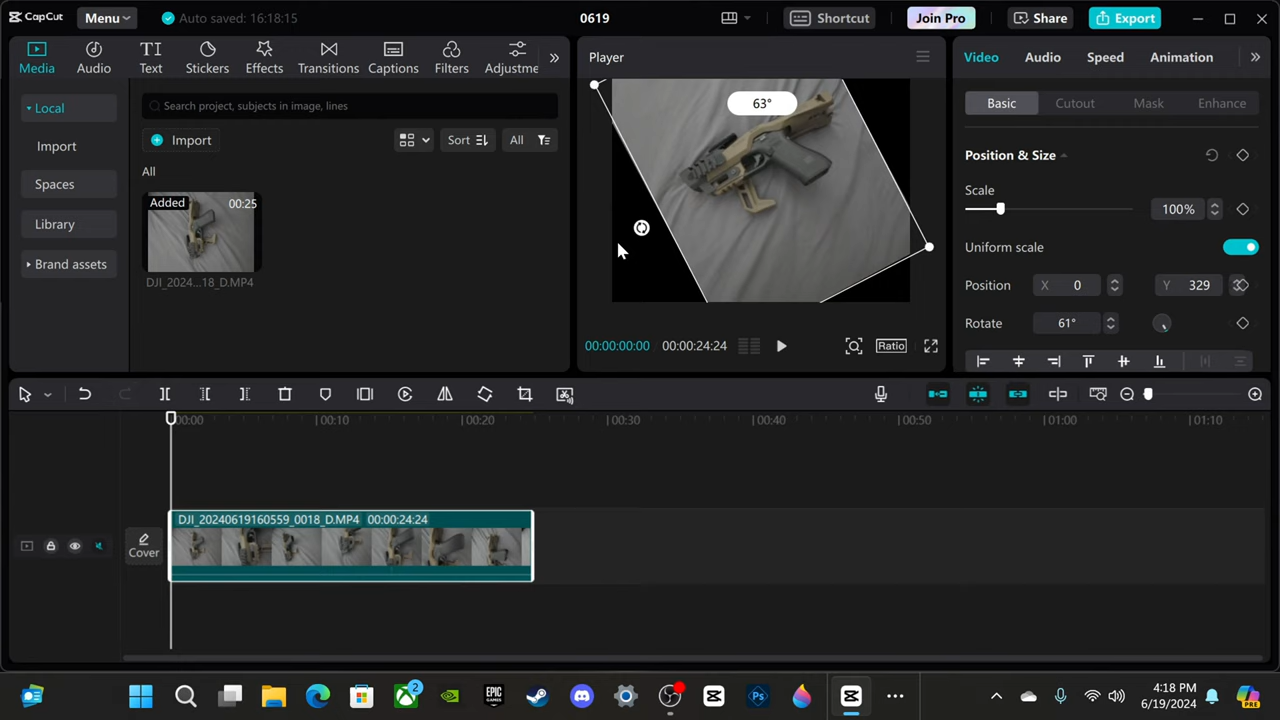 CapCut Menu Auto saved: 16:18:15 0619 Shortcut Join Pro Share Export
Media Audio Text Stickers Effects Transitions Captions Filters Adjustme
Local
Import
Spaces
Library
Brand assets
Search project, subjects in image, lines
Import Sort All
All
Added 00:25
DJI_2024...18_D.MP4
Player
63°
00:00:00:00 00:00:24:24 Ratio
Video Audio Speed Animation
Basic Cutout Mask Enhance
Position & Size
Scale
100%
Uniform scale
Position X 0 Y 329
Rotate 61°
00:00 00:10 00:20 00:30 00:40 00:50 01:00 01:10
DJI_20240619160559_0018_D.MP4 00:00:24:24
Cover
2 EPIC GAMES Ps 4:18 PM PRE
6/19/2024